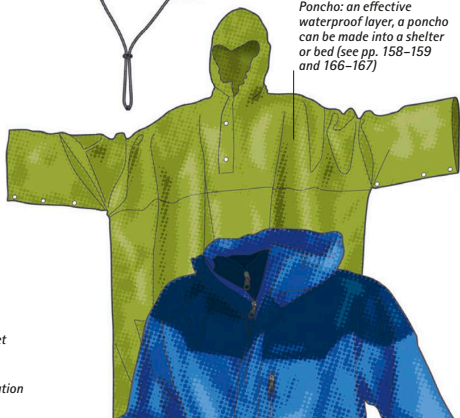 Poncho: an effective
waterproof layer, a poncho
can be made into a shelter
or bed (see pp. 158–159
and 166–167)